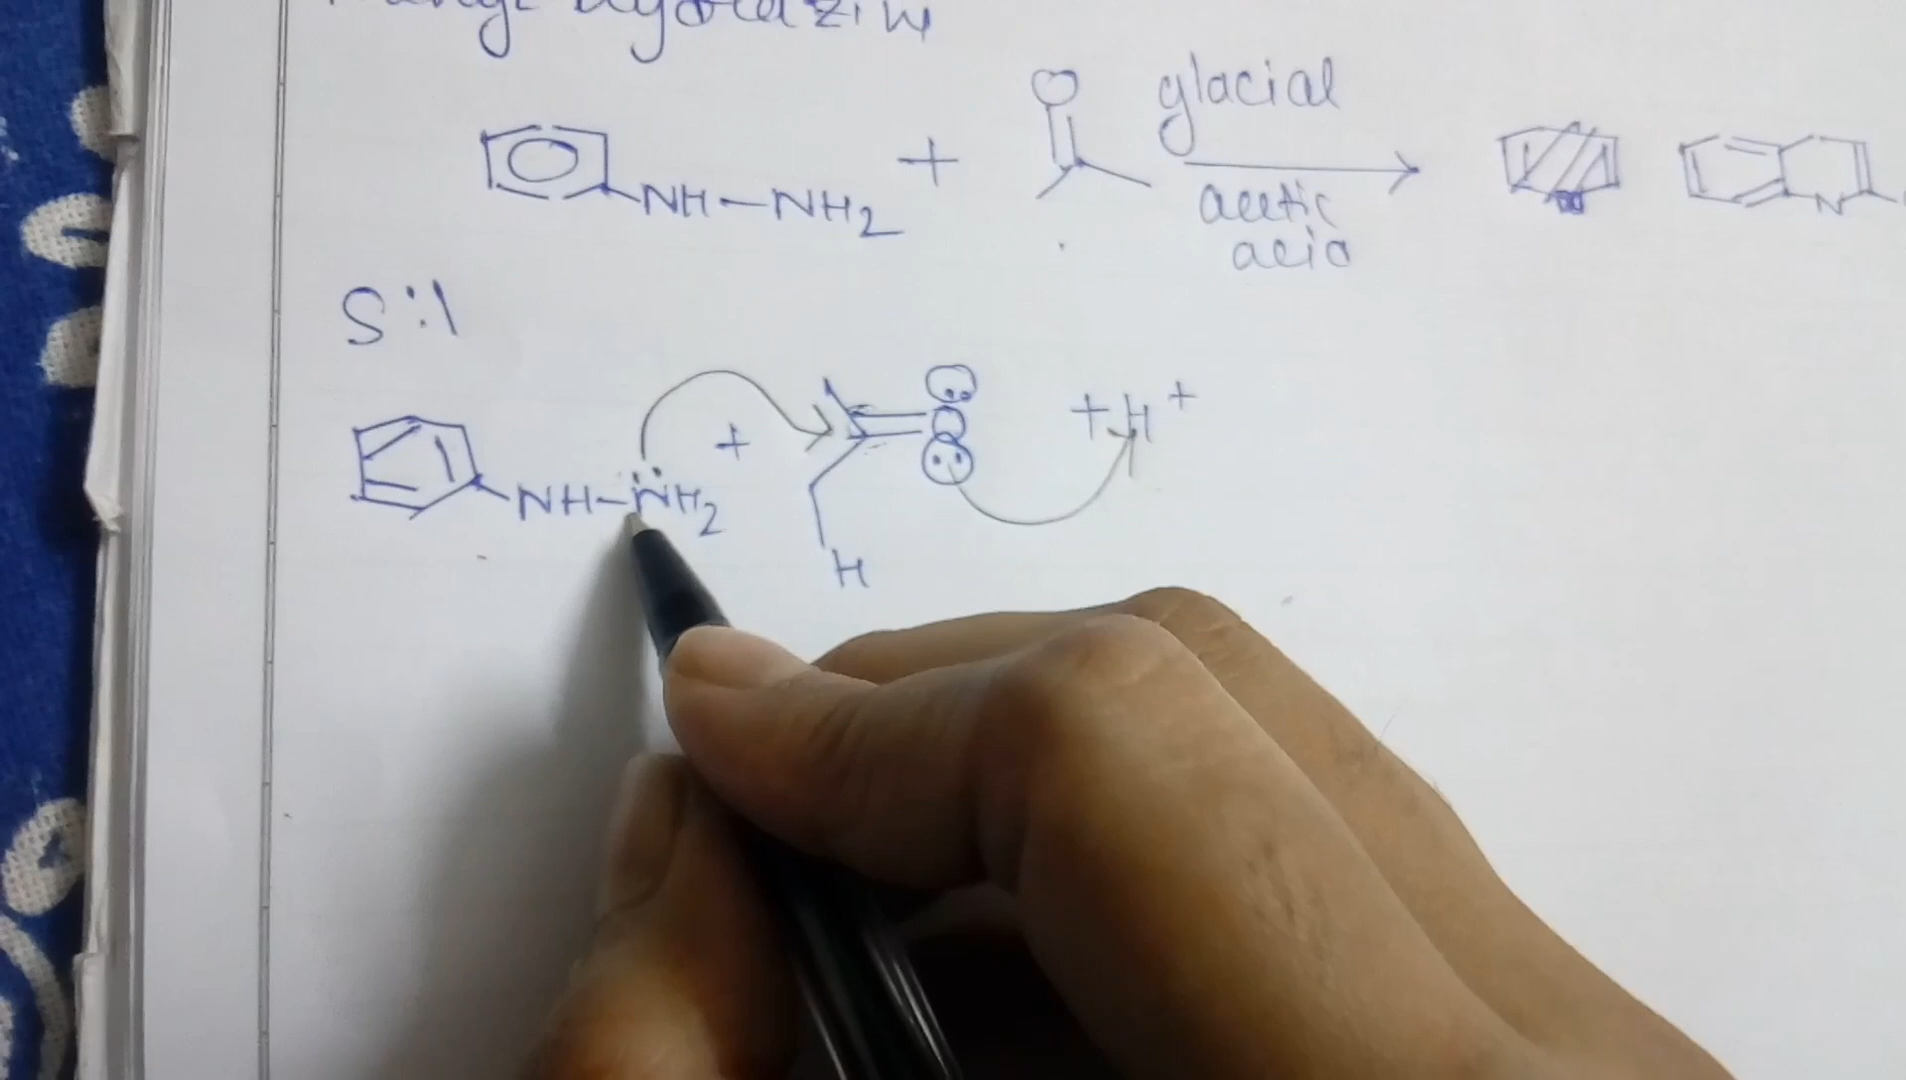 NH-NH2 + O glacial N
acetic
acid
S:1
NH-NH2 + O +H+
H